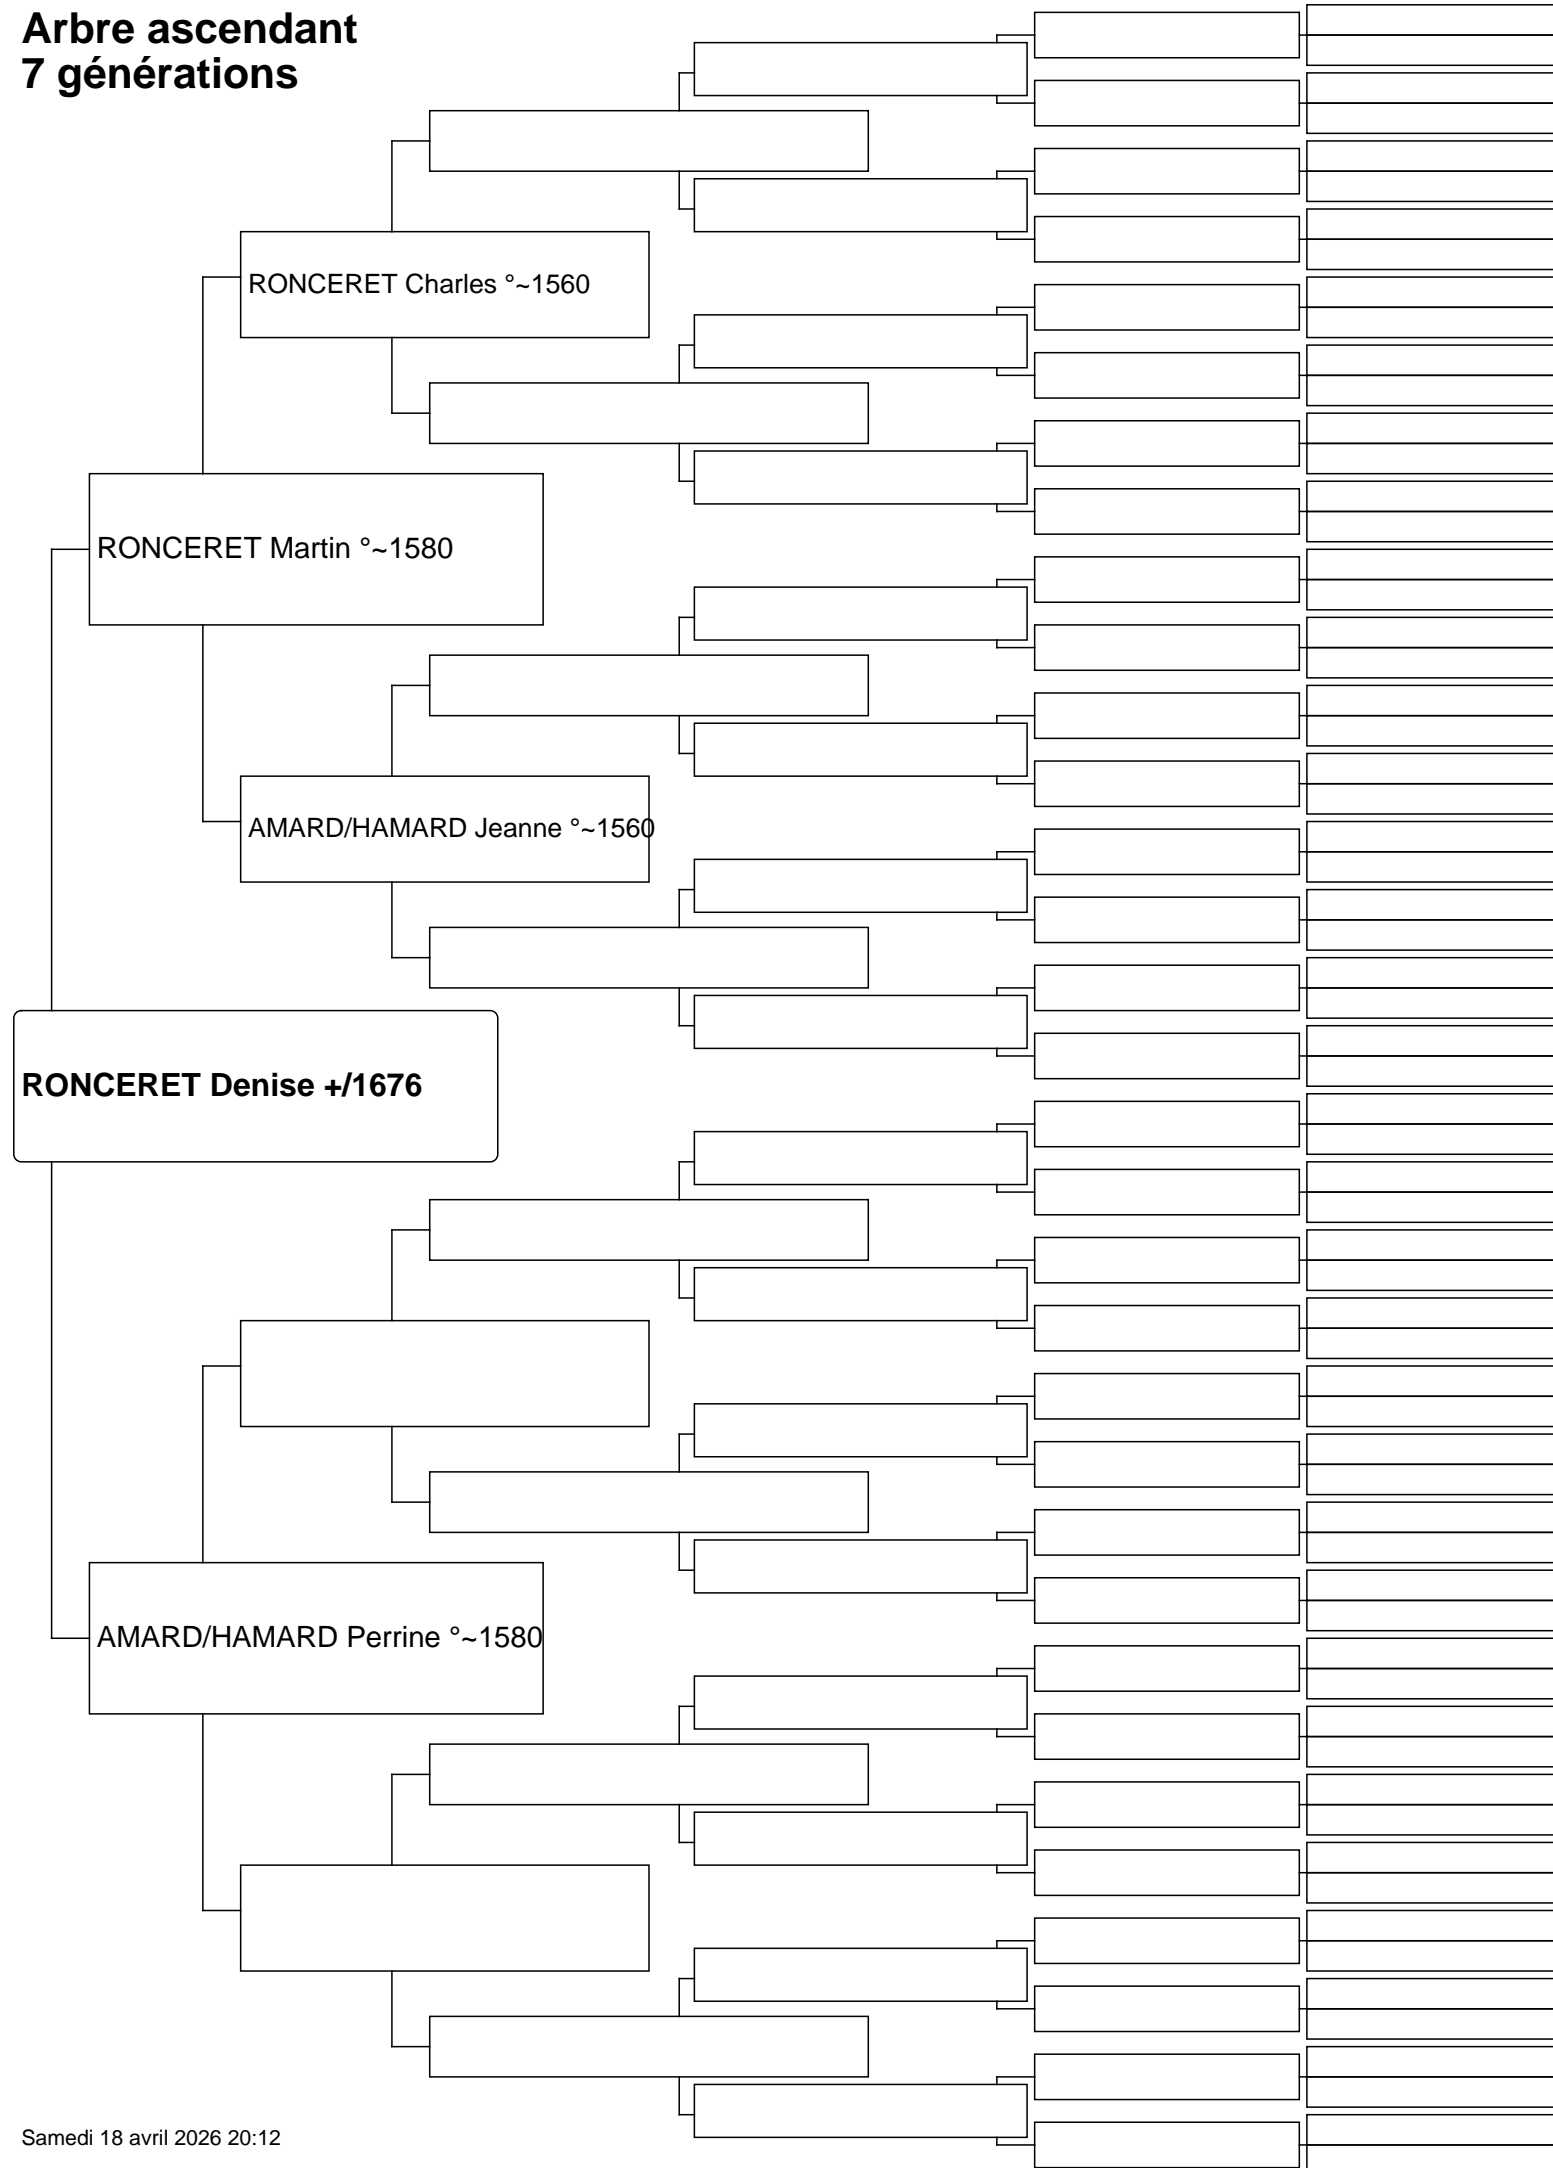 Arbre ascendant
7 générations
RONCERET Charles °~1560
RONCERET Martin °~1580
AMARD/HAMARD Jeanne °~1560
RONCERET Denise +/1676
AMARD/HAMARD Perrine °~1580
Samedi 18 avril 2026 20:12